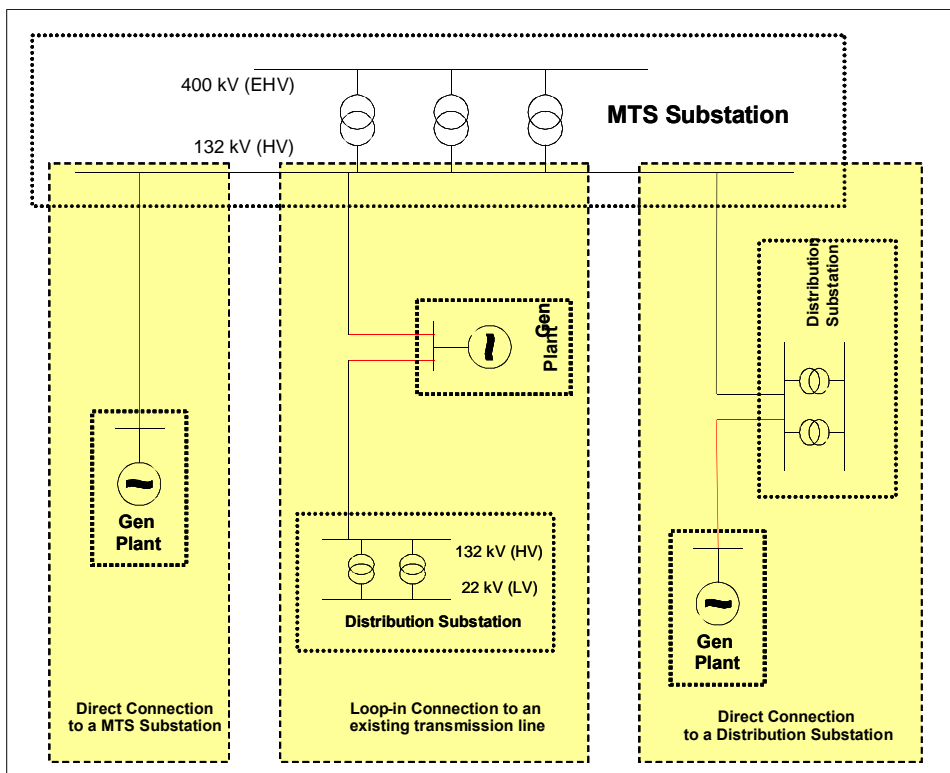 400 kV (EHV)
MTS Substation
132 kV (HV)
Gen
Plant
Direct Connection
to a MTS Substation
Gen
Plant
132 kV (HV)
22 kV (LV)
Distribution Substation
Loop-in Connection to an
existing transmission line
Distribution
Substation
Gen
Plant
Direct Connection
to a Distribution Substation